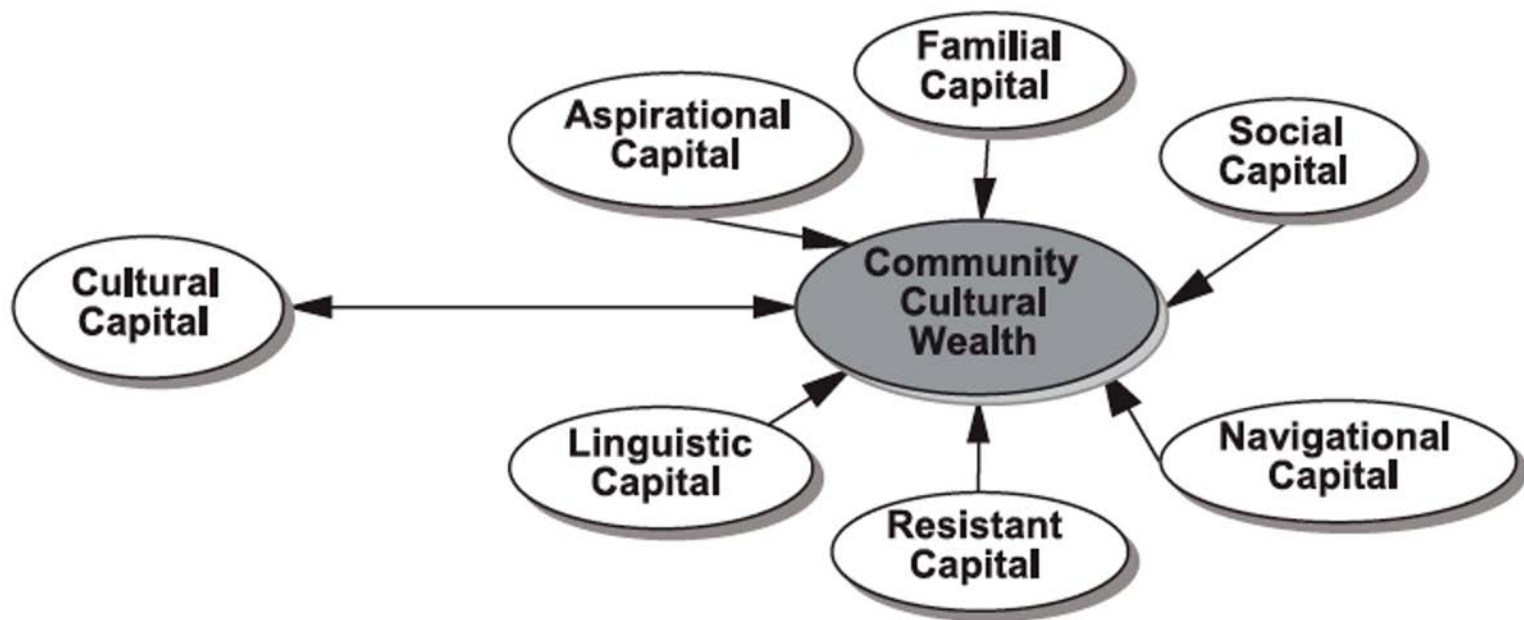 Familial
Capital
Aspirational
Capital
Social
Capital
Cultural
Capital
Community
Cultural
Wealth
Linguistic
Capital
Navigational
Capital
Resistant
Capital